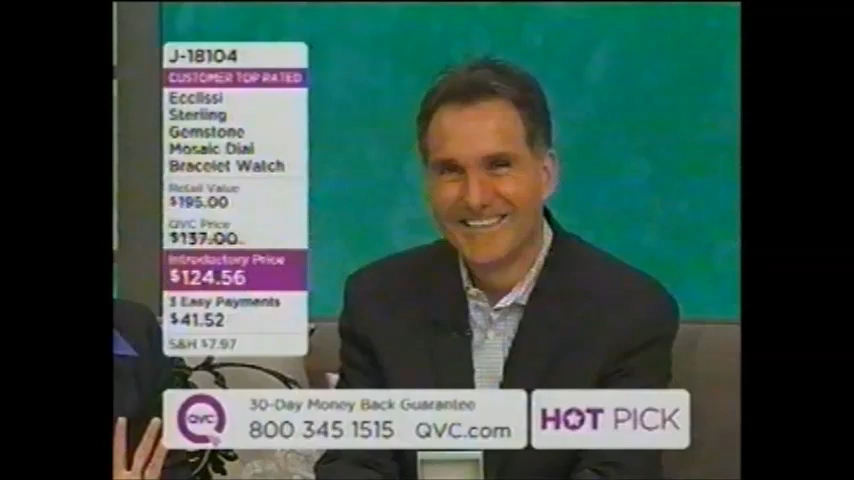 J-18104
CUSTOMER TOP RATED
Ecclissi
Sterling
Gemstone
Mosaic Dial
Bracelet Watch
Retail Value
$195.00
QVC Price
$137.00
Introductory Price
$124.56
3 Easy Payments
$41.52
S&H $7.97
QVC
30-Day Money Back Guarantee
800 345 1515 QVC.com
HOT PICK